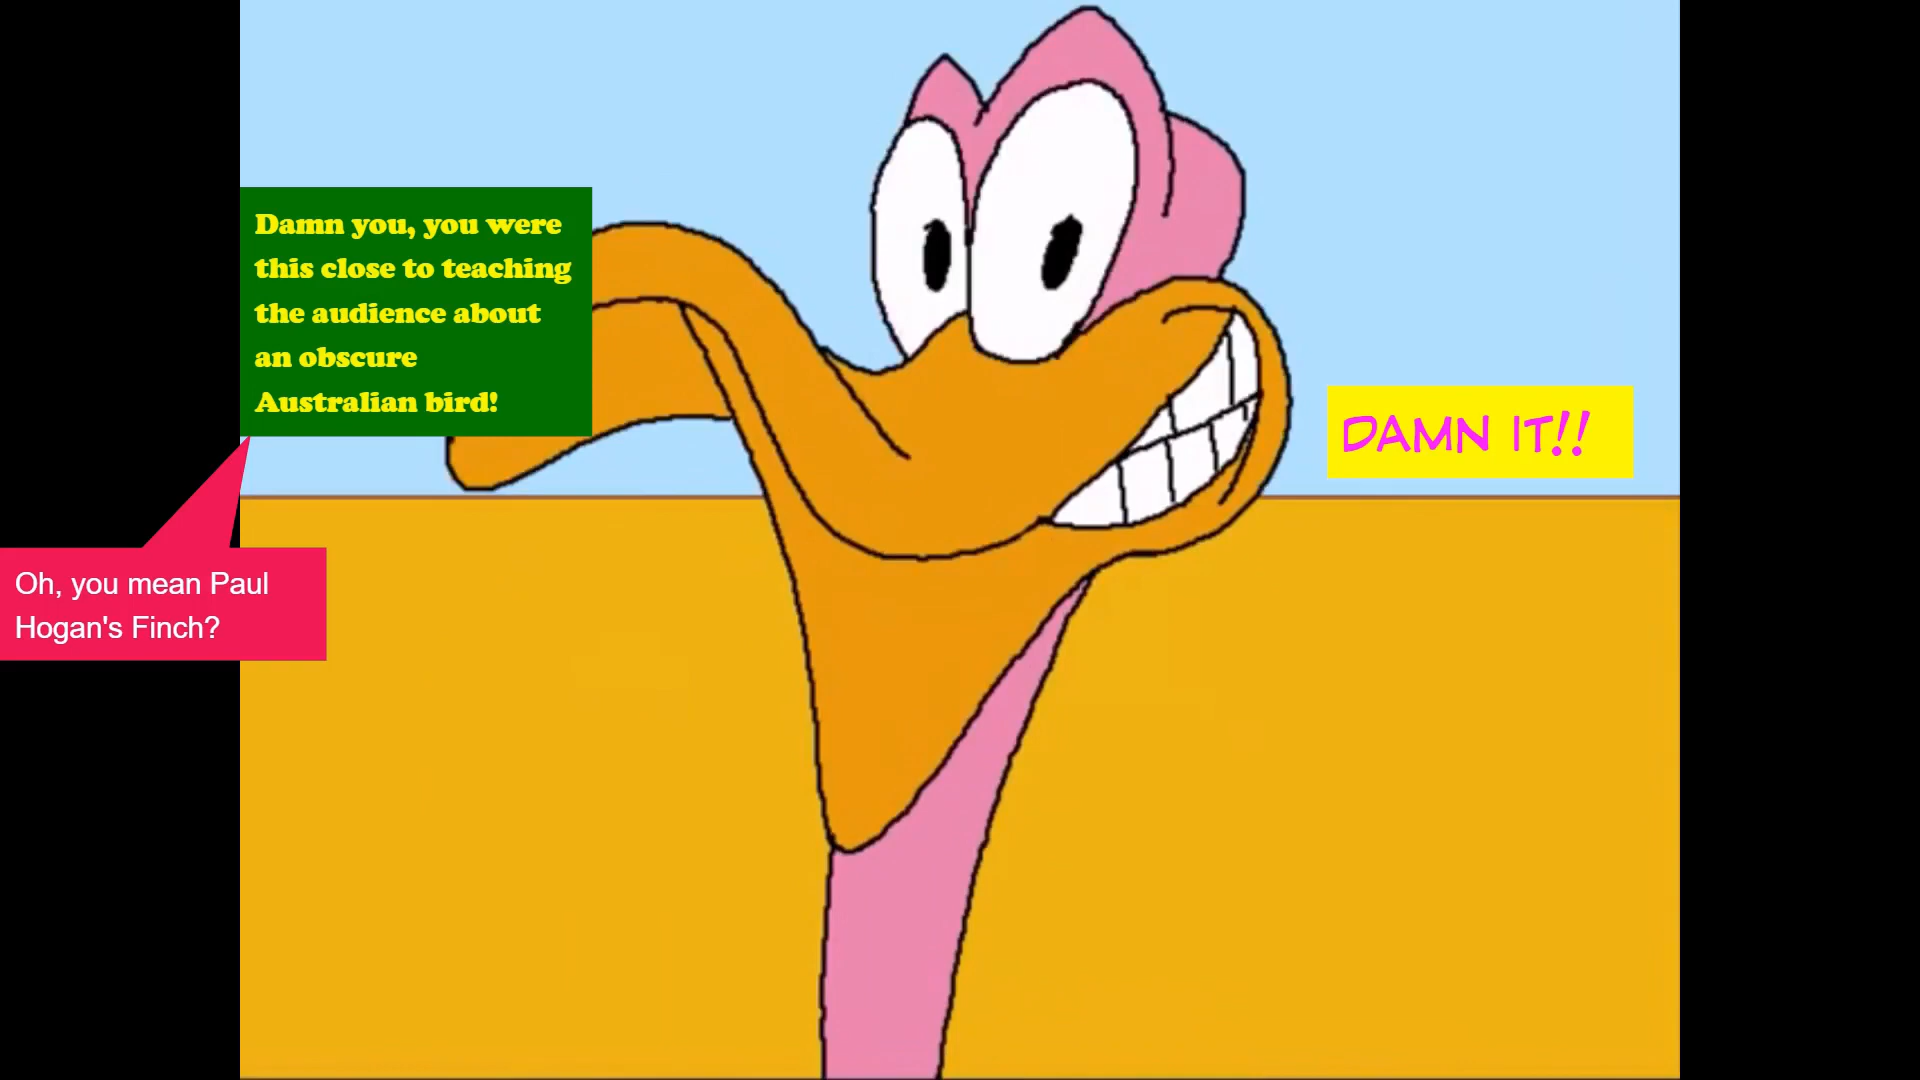 Damn you, you were
this close to teaching
the audience about
an obscure
Australian bird!
DAMN IT!!
Oh, you mean Paul
Hogan's Finch?